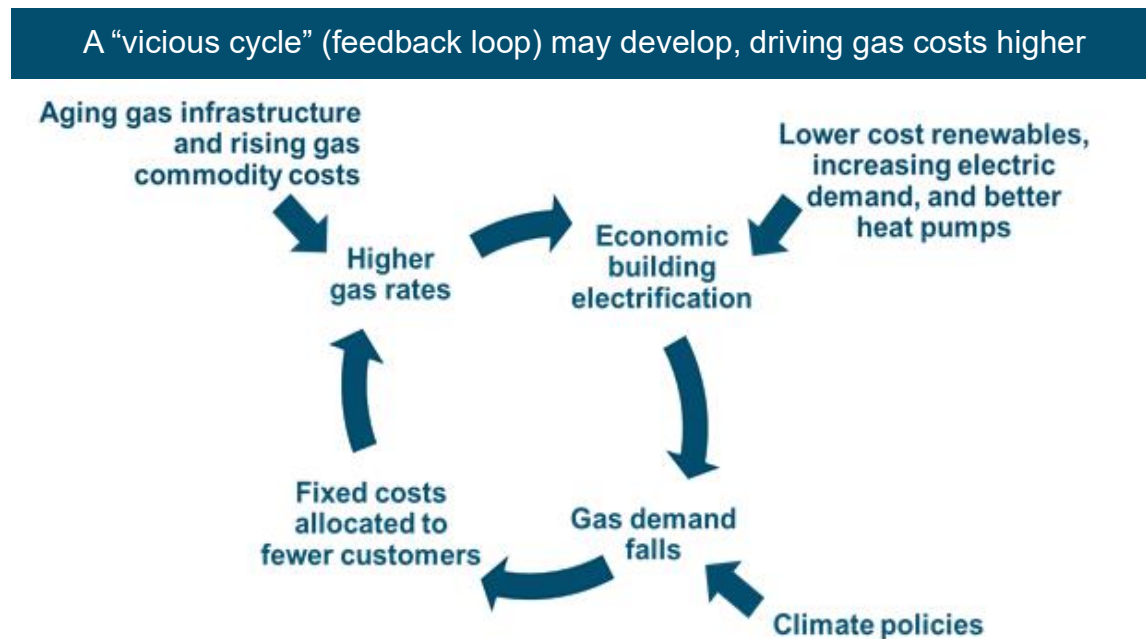 A “vicious cycle” (feedback loop) may develop, driving gas costs higher
Aging gas infrastructure
and rising gas
commodity costs
Lower cost renewables,
increasing electric
demand, and better
heat pumps
Higher
gas rates
Economic
building
electrification
Fixed costs
allocated to
fewer customers
Gas demand
falls
Climate policies